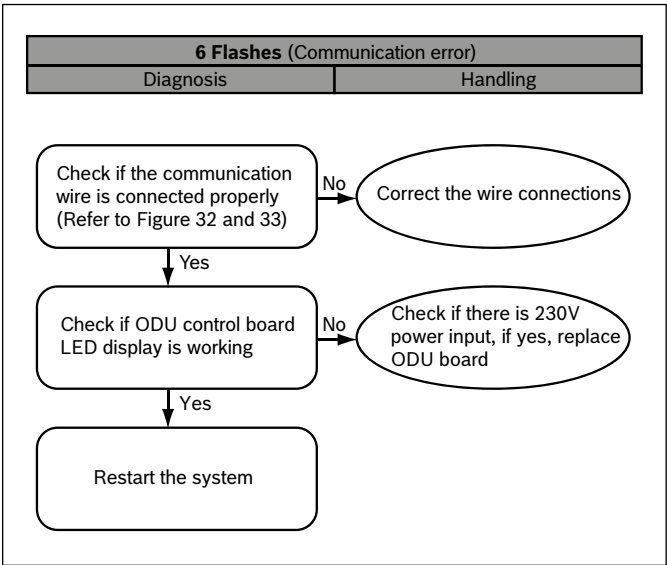 6 Flashes (Communication error)
Diagnosis
Handling
Check if the communication
wire is connected properly
(Refer to Figure 32 and 33)
No
Correct the wire connections
Yes
Check if ODU control board
LED display is working
No
Check if there is 230V
power input, if yes, replace
ODU board
Yes
Restart the system